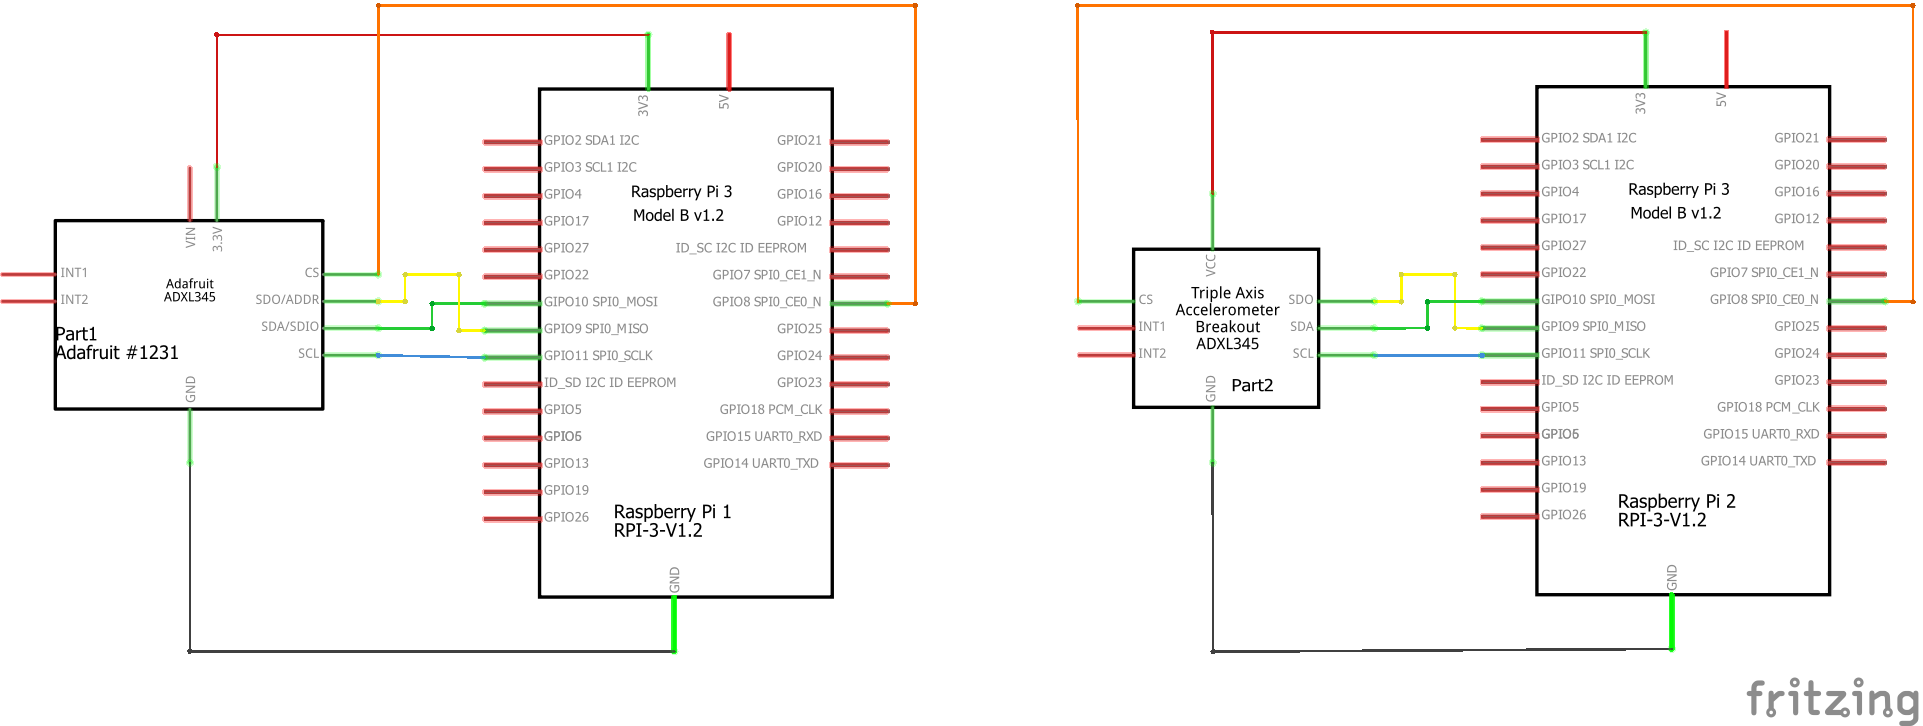 3V3
5V
GPIO2 SDA1 I2C
GPIO21
GPIO3 SCL1 I2C
GPIO20
Raspberry Pi 3
Model B v1.2
GPIO4
GPIO16
GPIO17
GPIO12
GPIO27
ID_SC I2C ID EEPROM
GPIO22
GPIO7 SPI0_CE1_N
GIPO10 SPI0_MOSI
GPIO8 SPI0_CE0_N
GPIO9 SPI0_MISO
GPIO25
GPIO11 SPI0_SCLK
GPIO24
ID_SD I2C ID EEPROM
GPIO23
GPIO5
GPIO18 PCM_CLK
GPIO6
GPIO15 UART0_RXD
GPIO13
GPIO14 UART0_TXD
GPIO19
GPIO26
Raspberry Pi 1
RPI-3-V1.2
GND
VIN
3.3V
INT1
INT2
Adafruit
ADXL345
CS
SDO/ADDR
SDA/SDIO
SCL
Part1
Adafruit #1231
GND
VCC
CS
INT1
INT2
Triple Axis
Accelerometer
Breakout
ADXL345
SDO
SDA
SCL
Part2
GND
3V3
5V
GPIO2 SDA1 I2C
GPIO21
GPIO3 SCL1 I2C
GPIO20
Raspberry Pi 3
Model B v1.2
GPIO4
GPIO16
GPIO17
GPIO12
GPIO27
ID_SC I2C ID EEPROM
GPIO22
GPIO7 SPI0_CE1_N
GIPO10 SPI0_MOSI
GPIO8 SPI0_CE0_N
GPIO9 SPI0_MISO
GPIO25
GPIO11 SPI0_SCLK
GPIO24
ID_SD I2C ID EEPROM
GPIO23
GPIO5
GPIO18 PCM_CLK
GPIO6
GPIO15 UART0_RXD
GPIO13
GPIO14 UART0_TXD
GPIO19
GPIO26
Raspberry Pi 2
RPI-3-V1.2
GND
fritzing